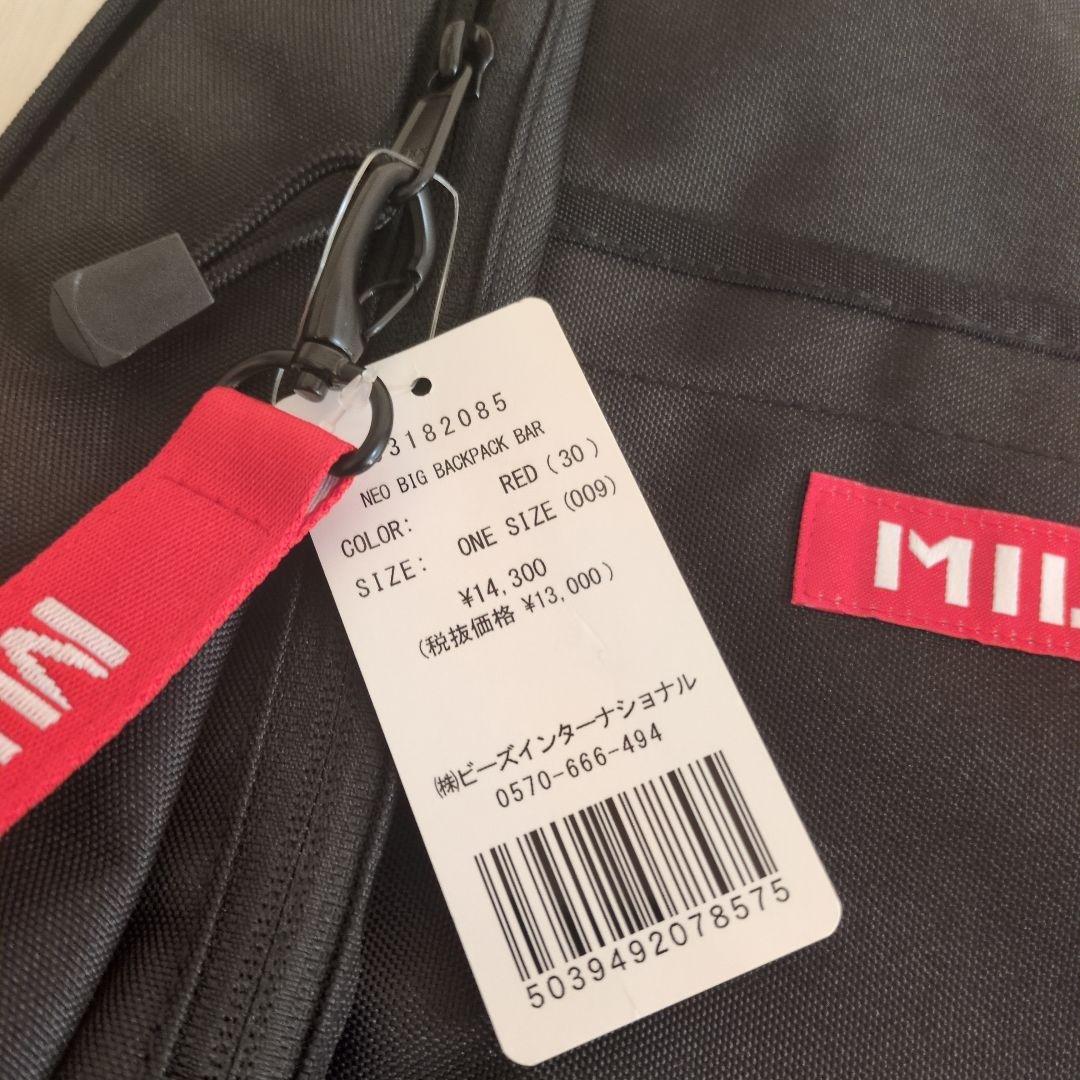 3182085
NEO BIG BACKPACK BAR
COLOR: RED (30)
SIZE: ONE SIZE (009)
¥14,300
(税抜価格 ¥13,000)
㈱ビーズインターナショナル
0570-666-494
5039492078575